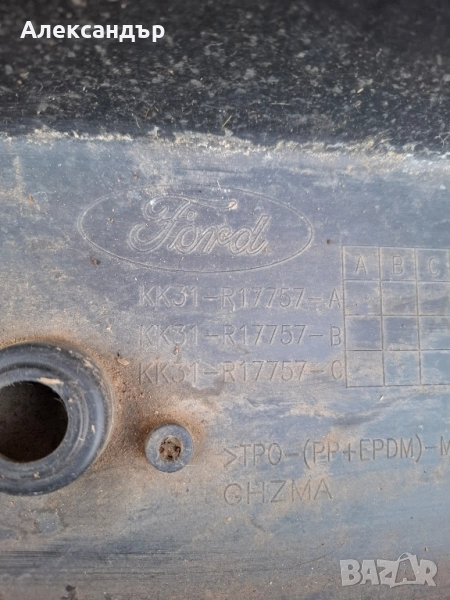 Александър
Ford
A B C
KK31-R17757-A
KK31-R17757-B
KK31-R17757-C
>TPO-(PP+EPDM)-M
GHZMA
BAZAR